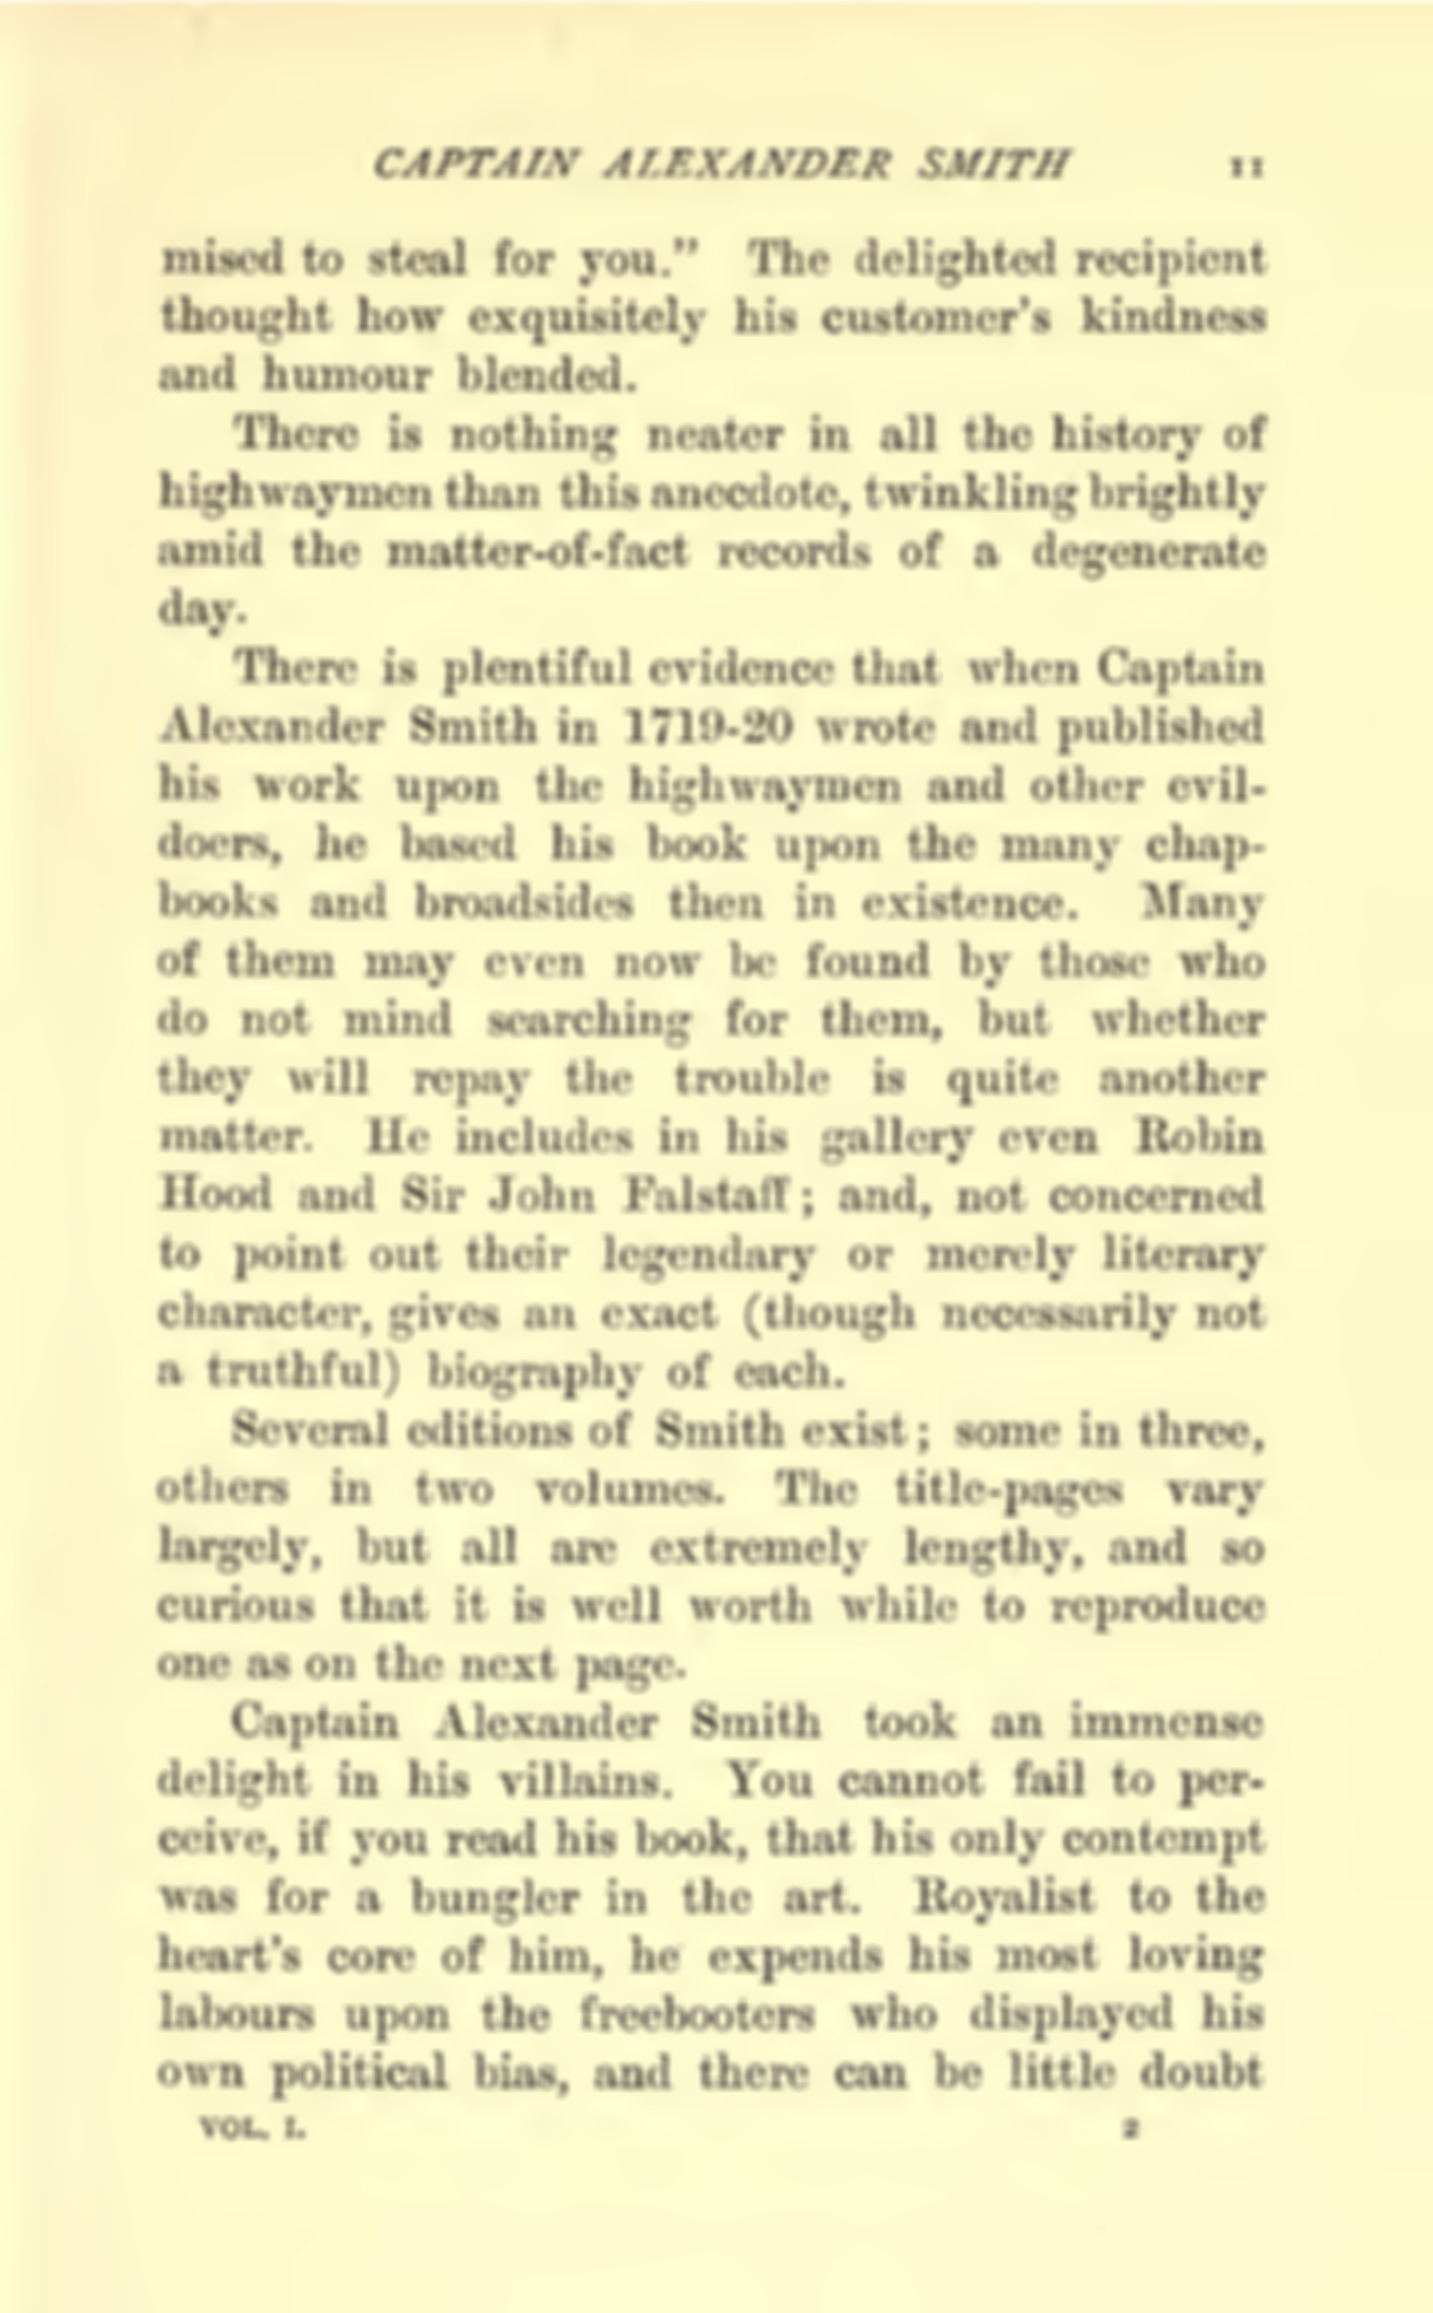 CAPTAIN ALEXANDER SMITH 11
mised to steal for you.” The delighted recipient
thought how exquisitely his customer’s kindness
and humour blended.
There is nothing neater in all the history of
highwaymen than this anecdote, twinkling brightly
amid the matter-of-fact records of a degenerate
day.
There is plentiful evidence that when Captain
Alexander Smith in 1719-20 wrote and published
his work upon the highwaymen and other evil-
doers, he based his book upon the many chap-
books and broadsides then in existence. Many
of them may even now be found by those who
do not mind searching for them, but whether
they will repay the trouble is quite another
matter. He includes in his gallery even Robin
Hood and Sir John Falstaff; and, not concerned
to point out their legendary or merely literary
character, gives an exact (though necessarily not
a truthful) biography of each.
Several editions of Smith exist; some in three,
others in two volumes. The title-pages vary
largely, but all are extremely lengthy, and so
curious that it is well worth while to reproduce
one as on the next page.
Captain Alexander Smith took an immense
delight in his villains. You cannot fail to per-
ceive, if you read his book, that his only contempt
was for a bungler in the art. Royalist to the
heart’s core of him, he expends his most loving
labours upon the freebooters who displayed his
own political bias, and there can be little doubt
VOL. I. 2